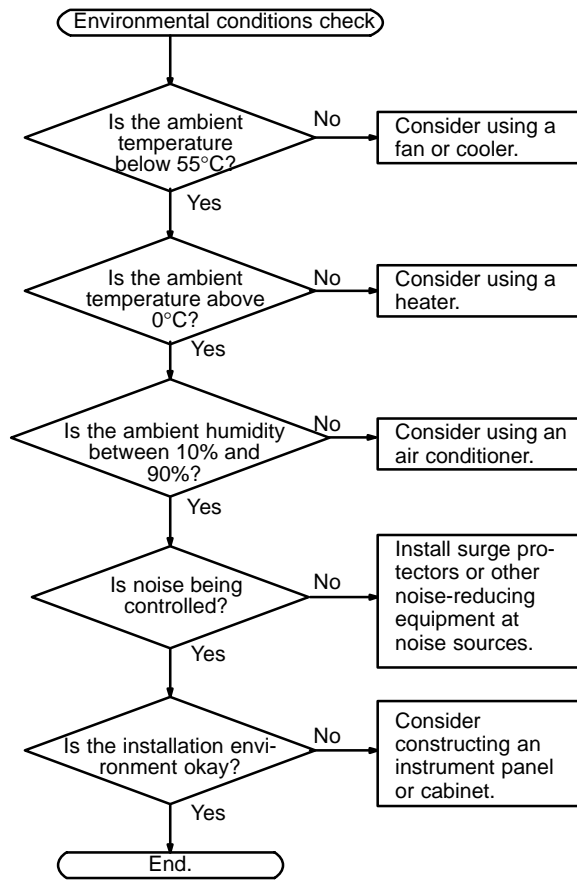 Environmental conditions check
Is the ambient
temperature
below 55°C?
No
Consider using a
fan or cooler.
Yes
Is the ambient
temperature above
0°C?
No
Consider using a
heater.
Yes
Is the ambient humidity
between 10% and
90%?
No
Consider using an
air conditioner.
Yes
Is noise being
controlled?
No
Install surge pro-
tectors or other
noise-reducing
equipment at
noise sources.
Yes
Is the installation envi-
ronment okay?
No
Consider
constructing an
instrument panel
or cabinet.
Yes
End.